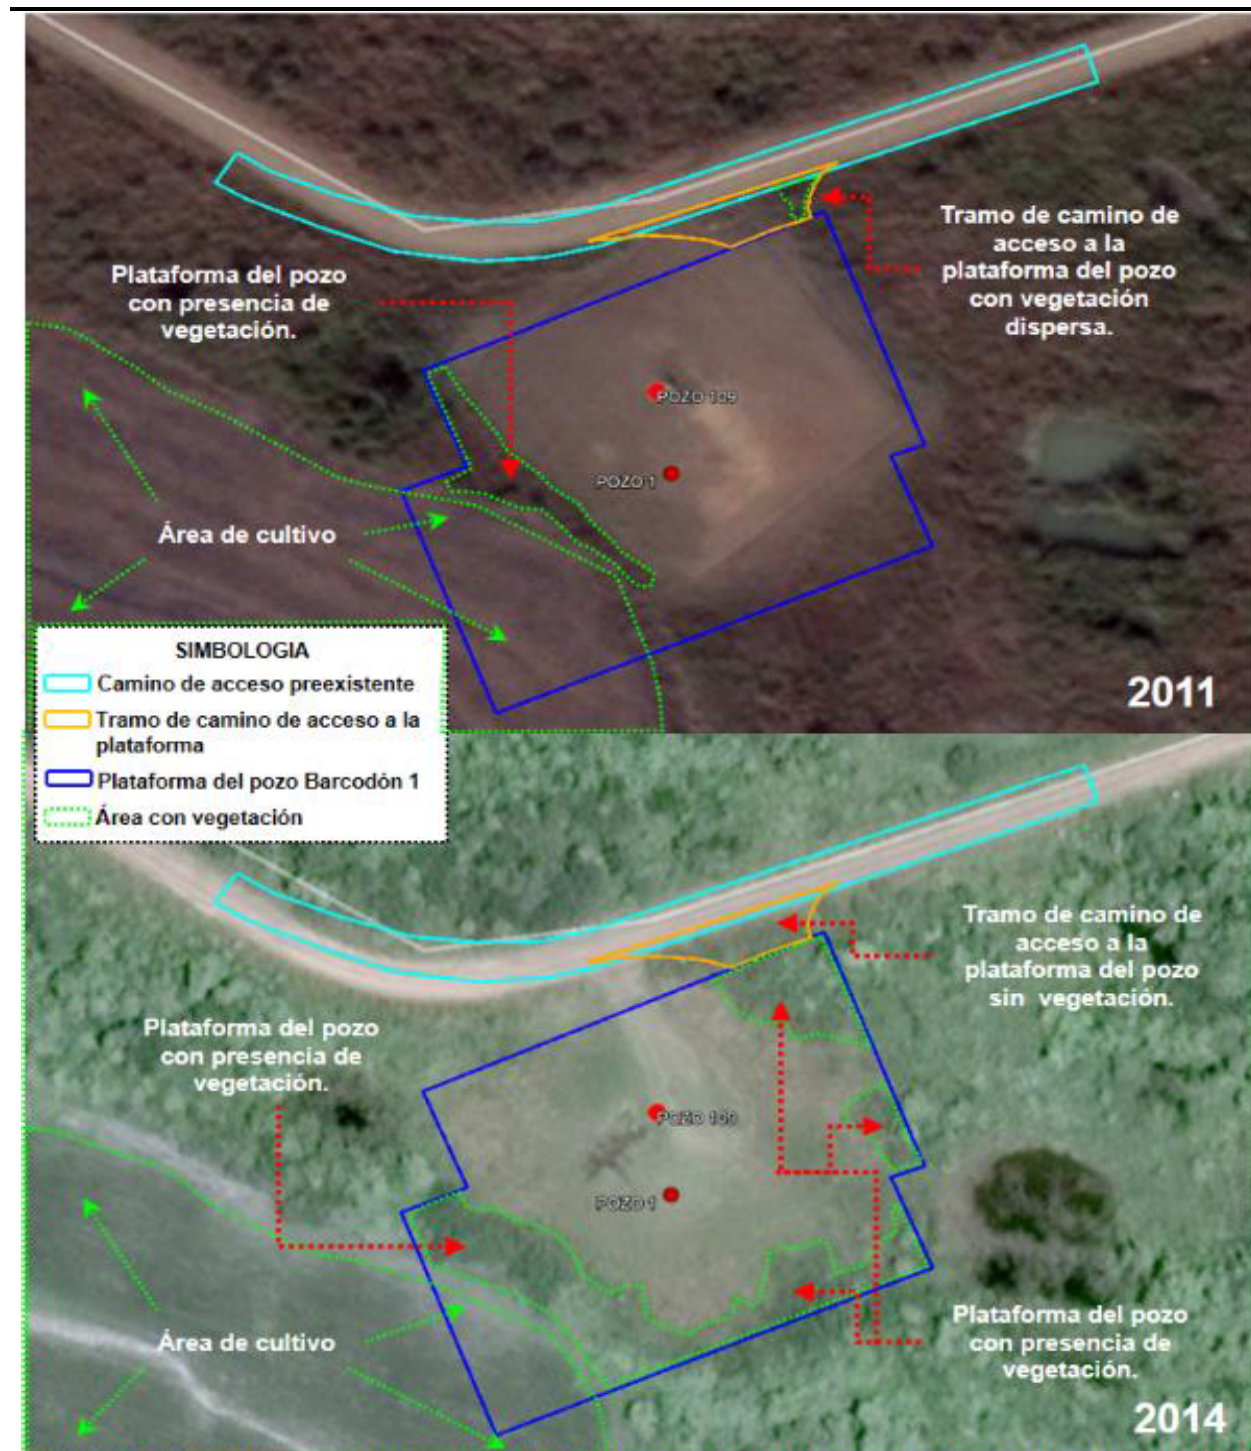 Tramo de camino de
acceso a la
plataforma del pozo
con vegetación
dispersa.
Plataforma del pozo
con presencia de
vegetación.
POZO 109
POZO 1
Área de cultivo
2011
SIMBOLOGIA
Camino de acceso preexistente
Tramo de camino de acceso a la
plataforma
Plataforma del pozo Barcodón 1
Área con vegetación
Tramo de camino de
acceso a la
plataforma del pozo
sin vegetación.
Plataforma del pozo
con presencia de
vegetación.
POZO 109
POZO 1
Área de cultivo
Plataforma del pozo
con presencia de
vegetación.
2014